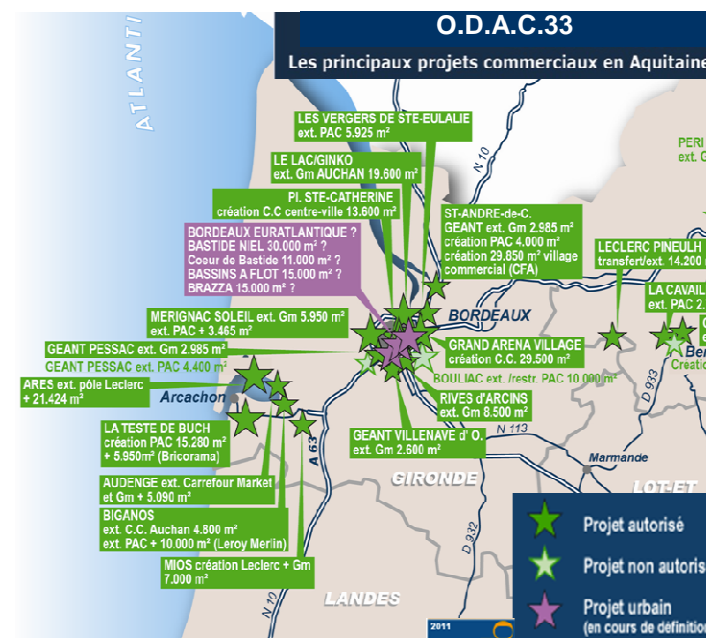 O.D.A.C.33
Les principaux projets commerciaux en Aquitaine
ATLANTI
LES VERGERS DE STE-EULALIE
ext. PAC 5.925 m²
N 10
PERI
ext. G
LE LAC/GINKO
ext. Gm AUCHAN 19.600 m²
PI. STE-CATHERINE
création C.C centre-ville 13.600 m²
ST-ANDRE-de-C.
GEANT ext. Gm 2.985 m²
création PAC 4.000 m²
création 29.850 m² village
commercial (CFA)
BORDEAUX EURATLANTIQUE ?
BASTIDE NIEL 30.000 m² ?
Coeur de Bastide 11.000 m² ?
BASSINS A FLOT 15.000 m² ?
BRAZZA 15.000 m² ?
LECLERC PINEULH
transfert/ext. 14.200
LA CAVAIL
ext. PAC 2.
MERIGNAC SOLEIL ext. Gm 5.950 m²
ext. PAC + 3.465 m²
BORDEAUX
GEANT PESSAC ext. Gm 2.985 m²
GEANT PESSAC ext. PAC 4.400 m²
GRAND ARENA VILLAGE
création C.C. 29.500 m²
Ber
Création
BOULIAC ext. /restr. PAC 10.000 m²
ARES ext. pôle Leclerc
+ 21.424 m²
Arcachon
RIVES d'ARCINS
ext. Gm 8.500 m²
D 933
LA TESTE DE BUCH
création PAC 15.280 m²
+ 5.950m² (Bricorama)
A 63
GEANT VILLENAVE d' O.
ext. Gm 2.600 m²
N 113
Marmande
AUDENGE ext. Carrefour Market
et Gm + 5.090 m²
GIRONDE
LOT-ET
BIGANOS
ext. C.C. Auchan 4.800 m²
ext. PAC + 10.000 m² (Leroy Merlin)
D 932
MIOS création Leclerc + Gm
7.000 m²
N 10
LANDES
Projet autorisé
Projet non autoris
Projet urbain
(en cours de définition
2011